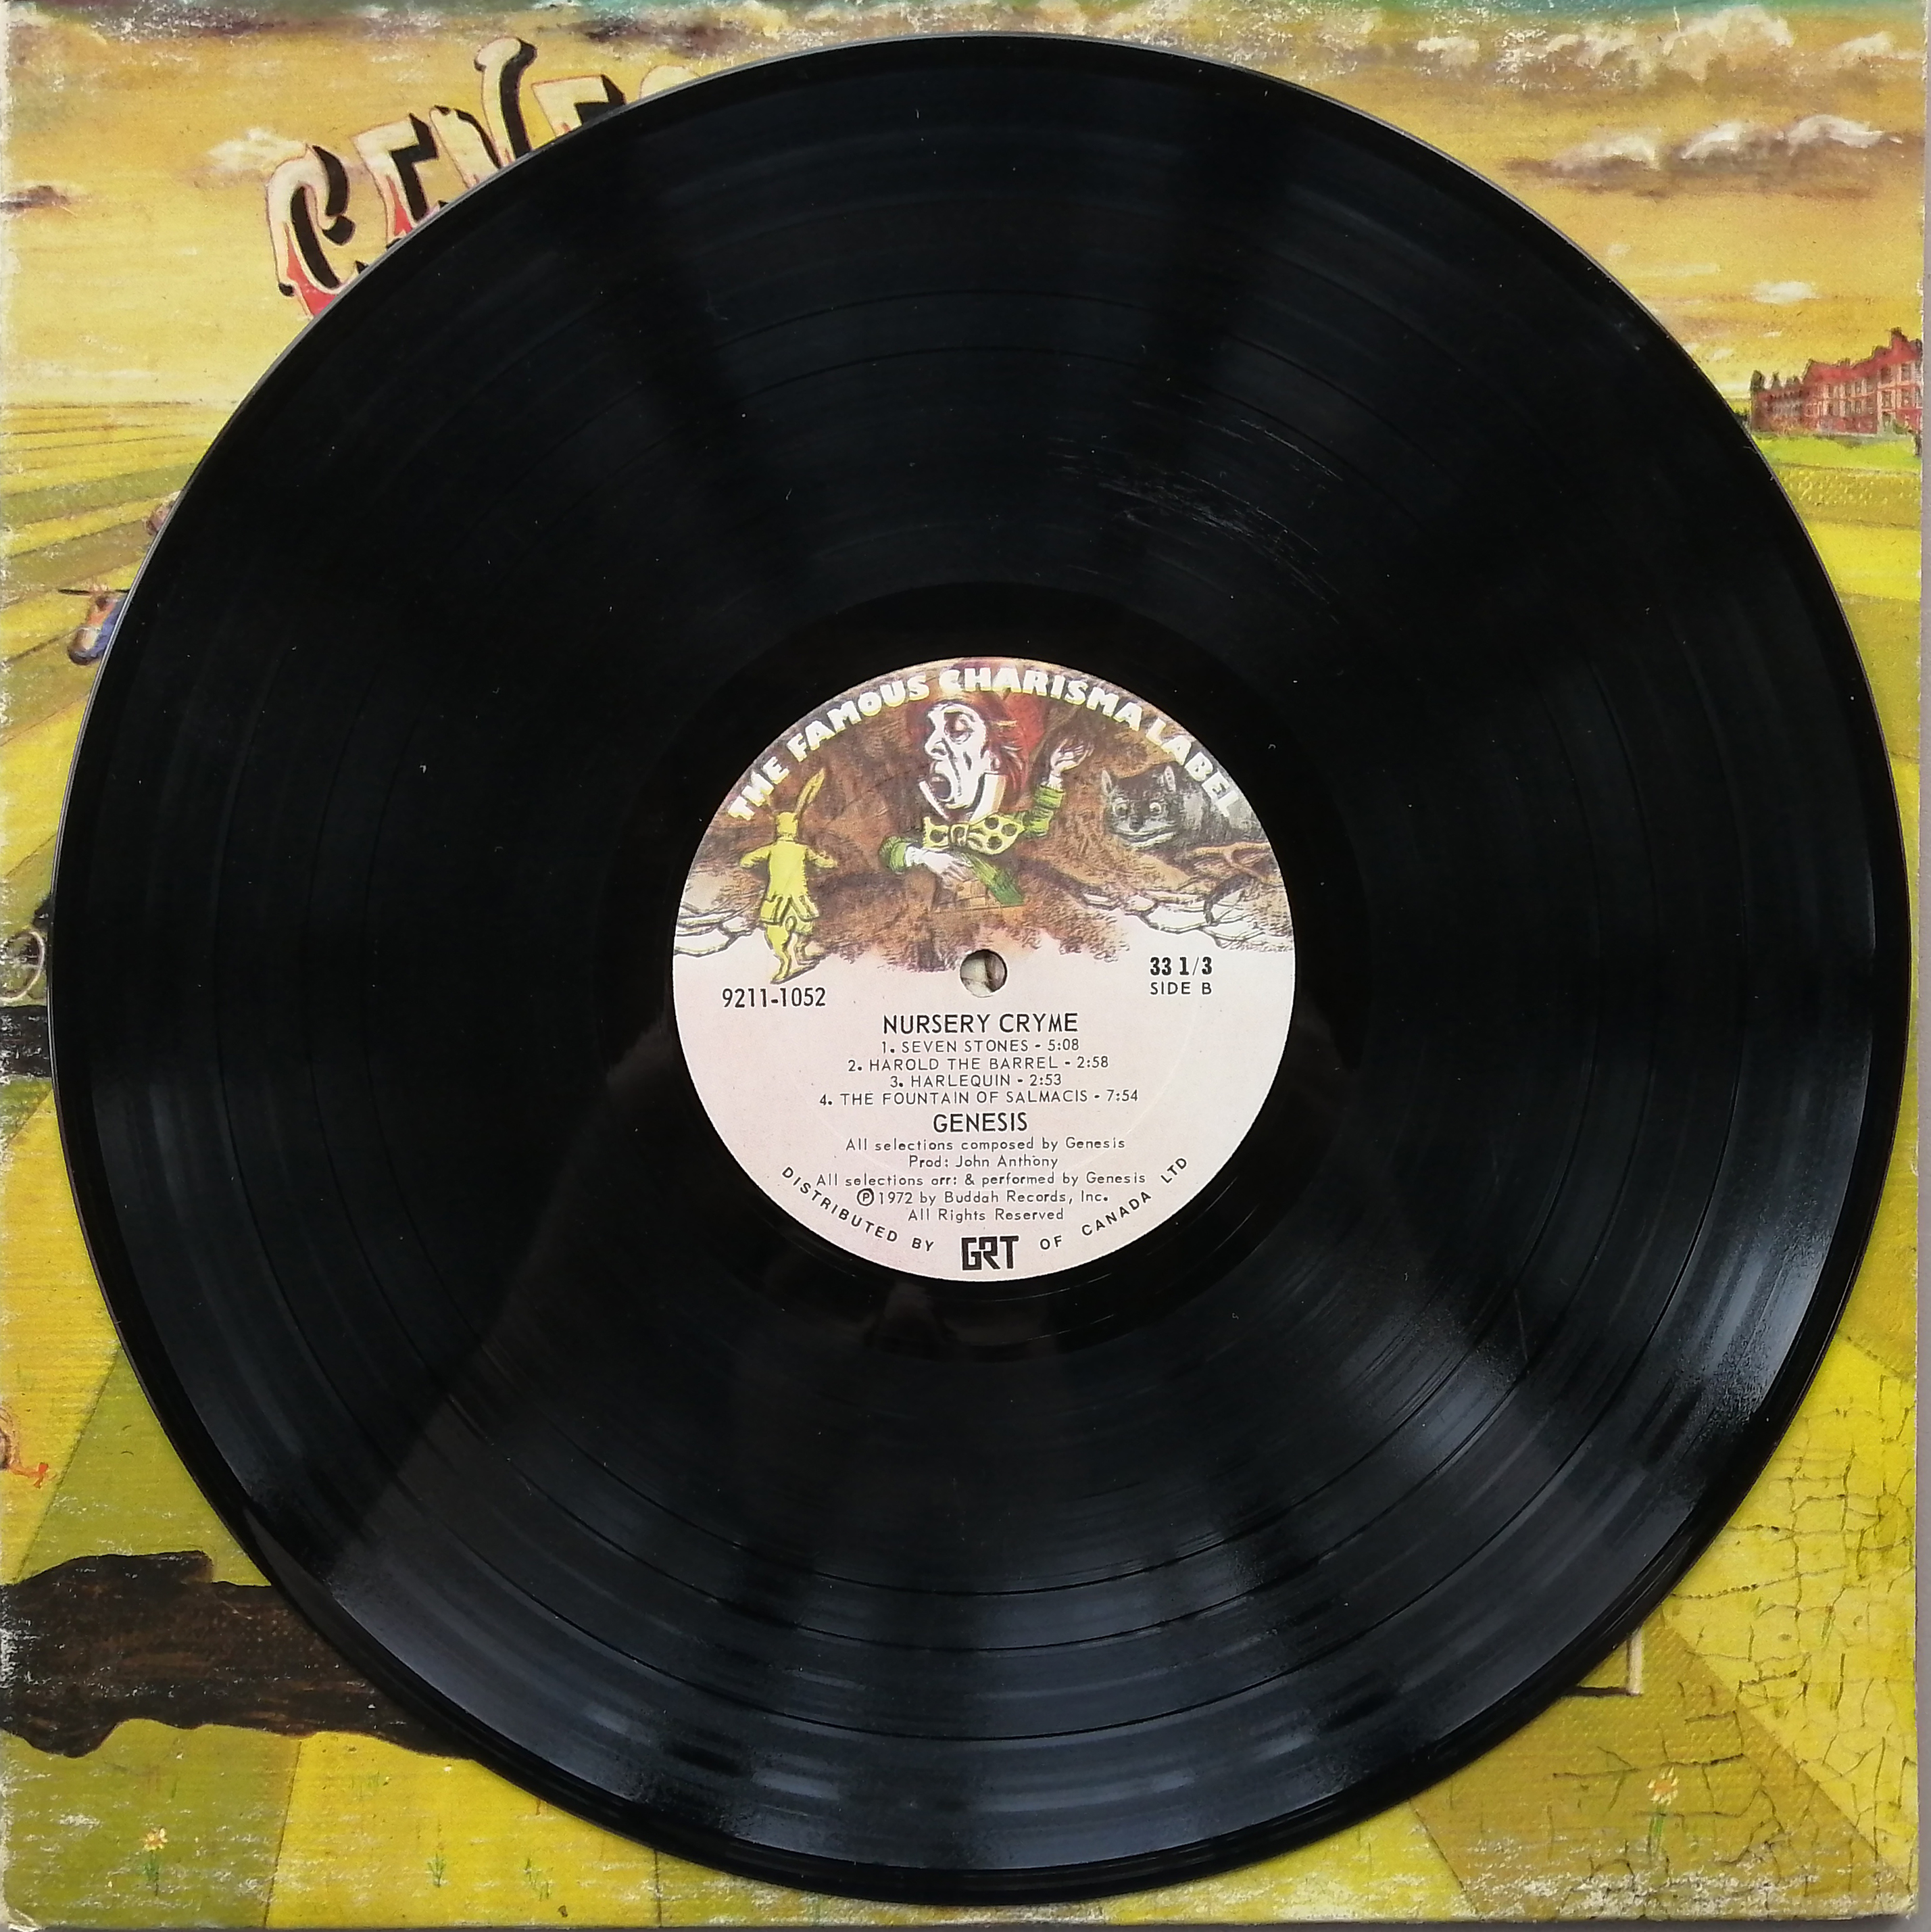 THE FAMOUS CHARISMA LABEL
9211-1052
33 1/3
SIDE B
NURSERY CRYME
1. SEVEN STONES - 5:08
2. HAROLD THE BARREL - 2:58
3. HARLEQUIN - 2:53
4. THE FOUNTAIN OF SALMACIS - 7:54
GENESIS
All selections composed by Genesis
Prod: John Anthony
All selections arr: & performed by Genesis
Ⓟ 1972 by Buddah Records, Inc.
All Rights Reserved
DISTRIBUTED BY GRT OF CANADA LTD